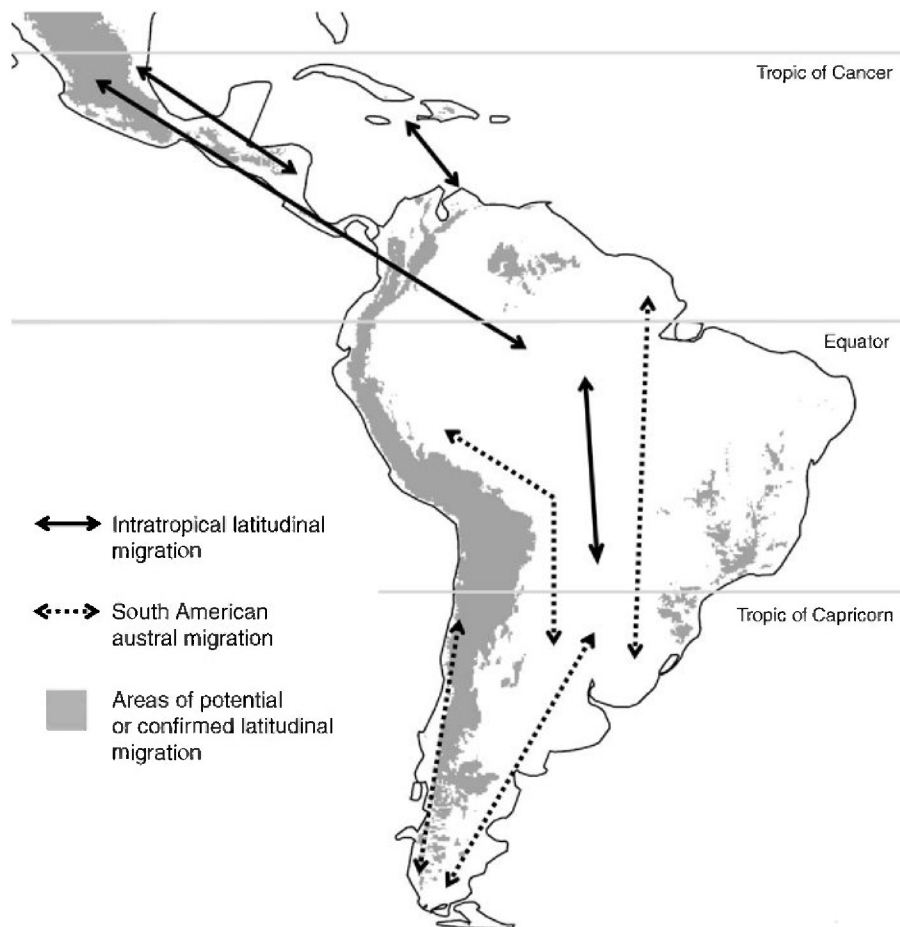 Tropic of Cancer
Equator
Intratropical latitudinal
migration
South American
austral migration
Tropic of Capricorn
Areas of potential
or confirmed latitudinal
migration